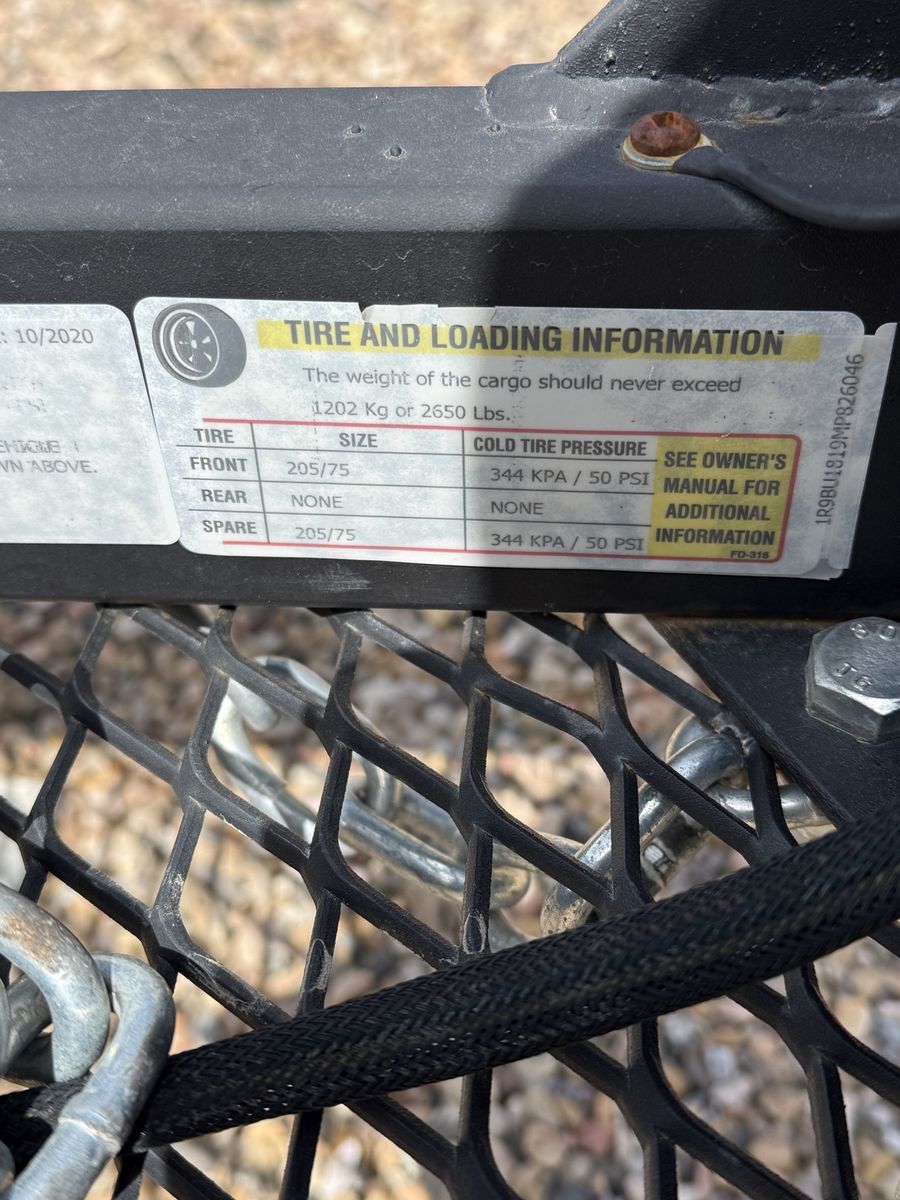 : 10/2020
WN ABOVE.
TIRE AND LOADING INFORMATION
The weight of the cargo should never exceed
1202 Kg or 2650 Lbs.
TIRE SIZE COLD TIRE PRESSURE
FRONT 205/75 344 KPA / 50 PSI
REAR NONE NONE
SPARE 205/75 344 KPA / 50 PSI
SEE OWNER'S
MANUAL FOR
ADDITIONAL
INFORMATION
FD-316
1R9BU1819MP826046